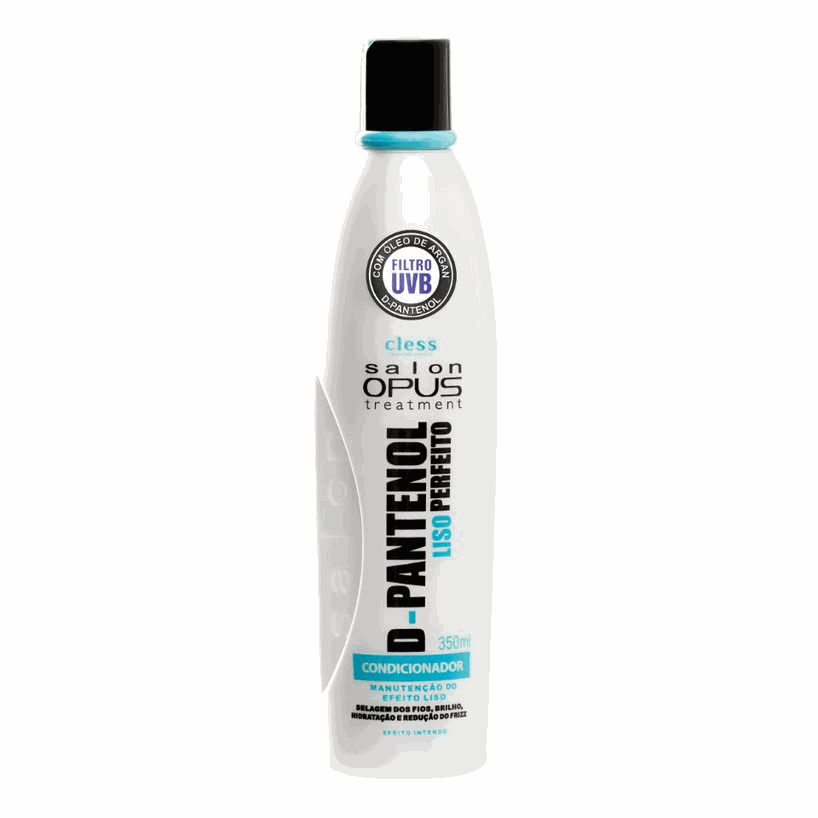 COM ÓLEO DE ARGAN
FILTRO
UVB
D-PANTENOL
cless
salon
OPUS
treatment
D-PANTENOL
LISO PERFEITO
salon
350ml
CONDICIONADOR
MANUTENÇÃO DO
EFEITO LISO
SELAGEM DOS FIOS, BRILHO,
HIDRATAÇÃO E REDUÇÃO DO FRIZZ
EFEITO INTENSO